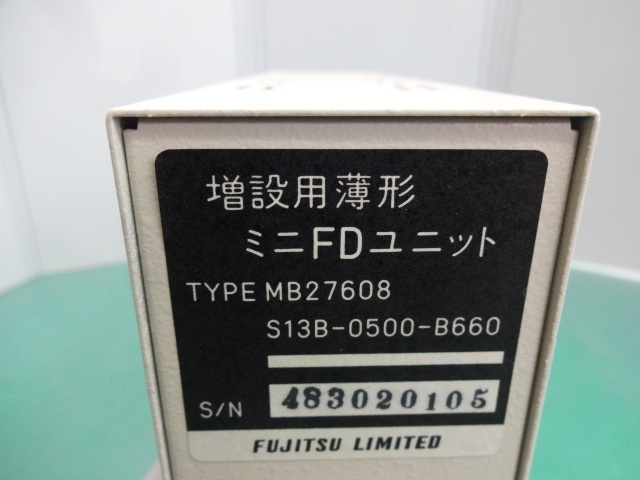 増設用薄形
ミニFDユニット
TYPE MB27608
S13B-0500-B660
S/N 483020105
FUJITSU LIMITED